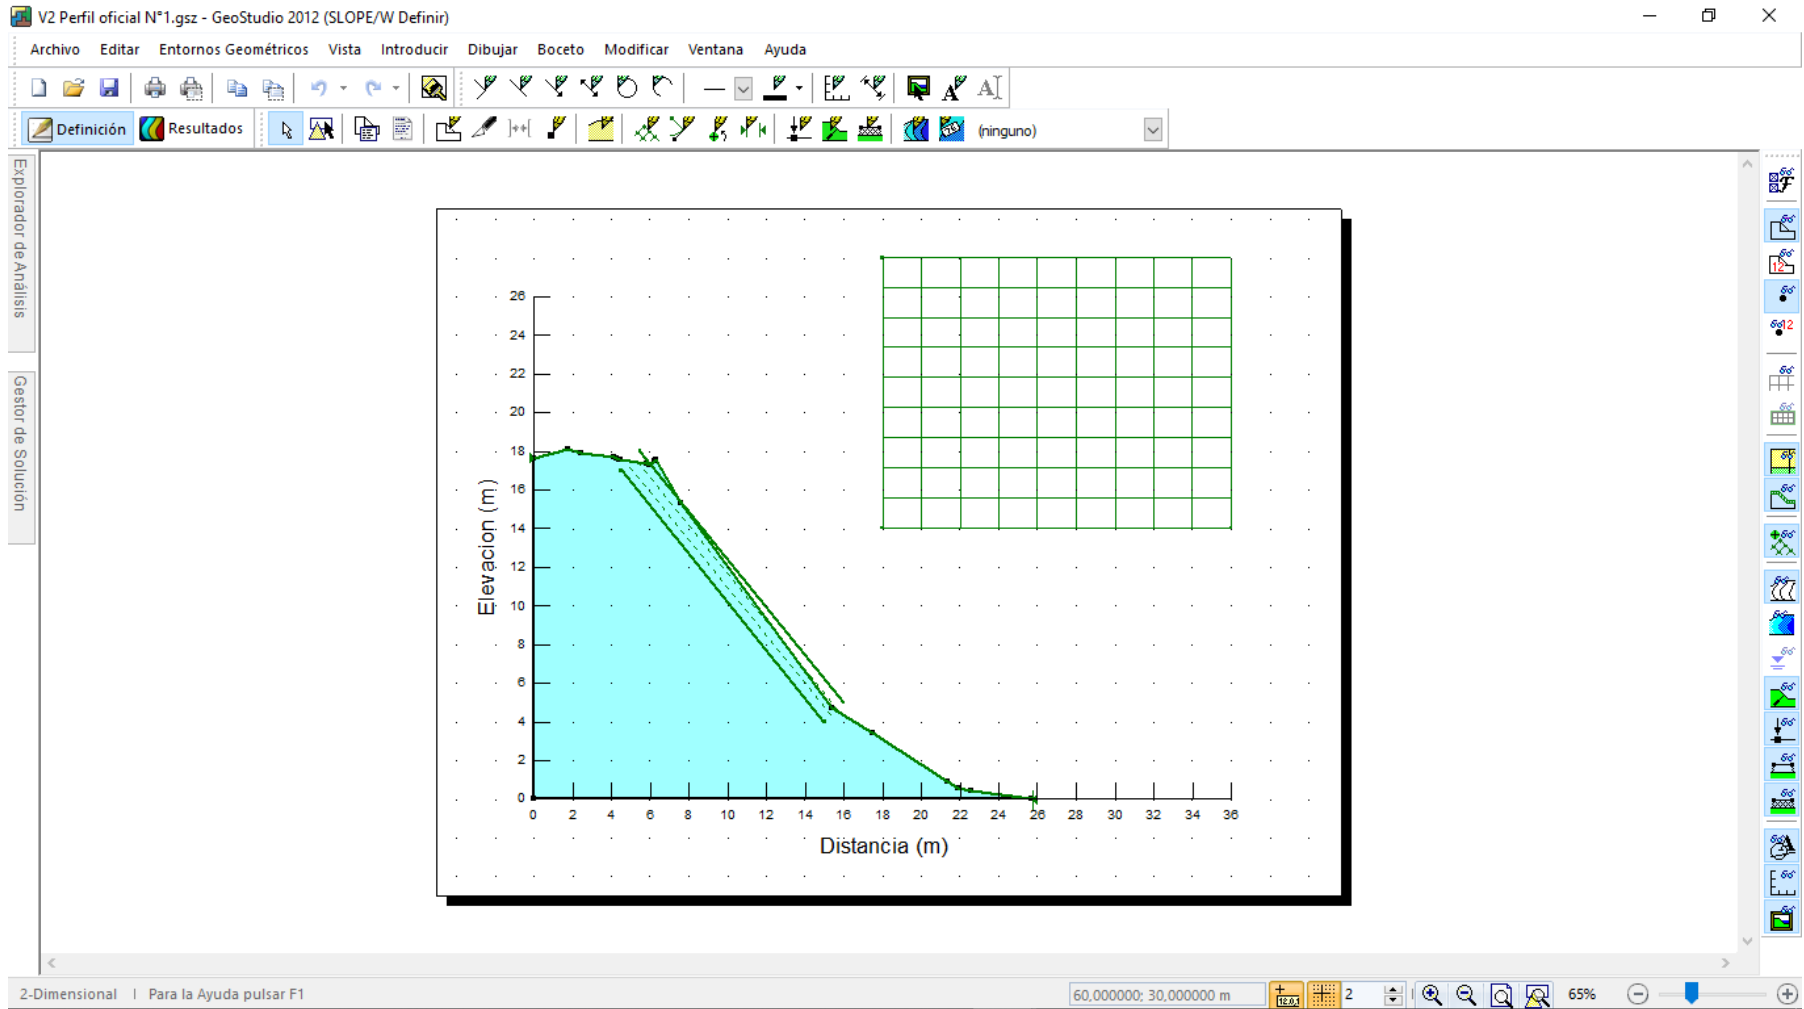 V2 Perfil oficial N°1.gsz - GeoStudio 2012 (SLOPE/W Definir)
Archivo Editar Entornos Geométricos Vista Introducir Dibujar Boceto Modificar Ventana Ayuda
Definición Resultados (ninguno)
Explorador de Análisis
Gestor de Solución
26
24
22
20
18
16
14
12
10
8
6
4
2
0
Elevacion (m)
0 2 4 6 8 10 12 14 16 18 20 22 24 26 28 30 32 34 36
Distancia (m)
2-Dimensional | Para la Ayuda pulsar F1 60,000000; 30,000000 m 2 65%